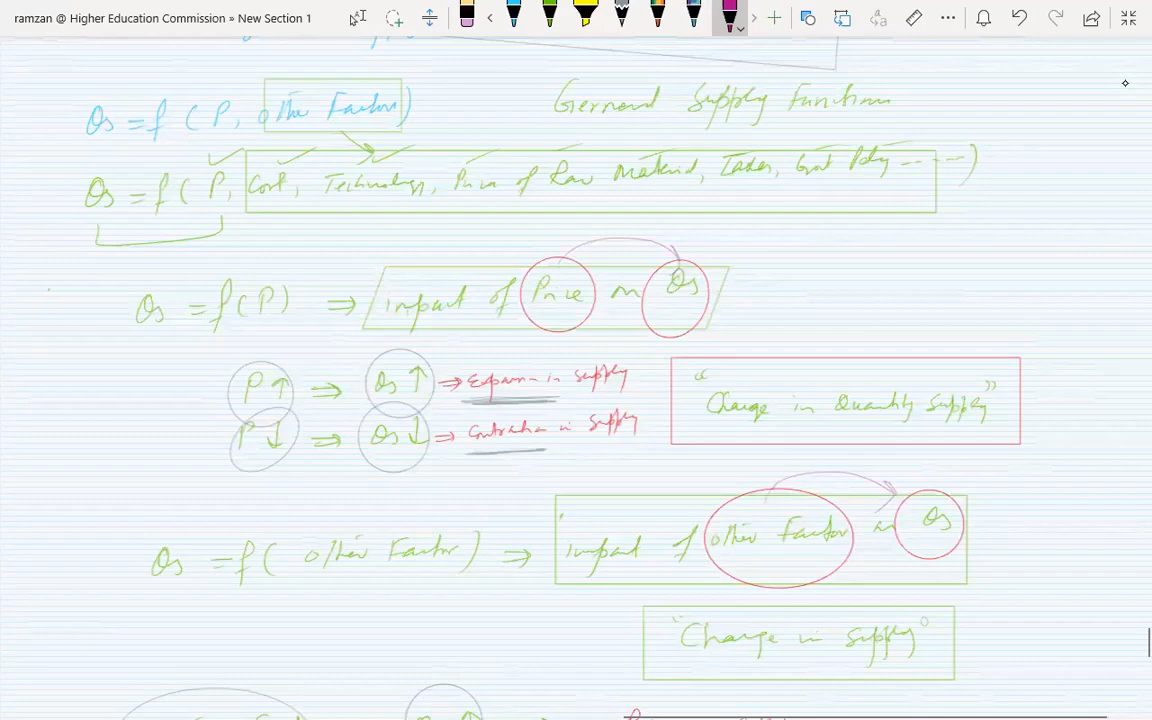 ramzan @ Higher Education Commission » New Section 1
Qs = f ( P, other Factor) Gernenal Supply Function
Qs = f ( P, Cost, Technology, Price of Raw Material, Taxes, Govt Policy ------)
Qs = f(P) ⇒ impact of Price on Qs
P↑ ⇒ Qs↑ ⇒ Expansion in supply
P↓ ⇒ Qs↓ ⇒ Contraction in supply
"Change in Quantity Supply"
Qs = f( other Factor ) ⇒ impact of other Factor on Qs
"Change in Supply"